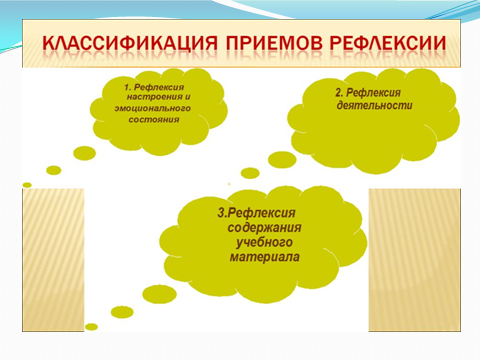 КЛАССИФИКАЦИЯ ПРИЕМОВ РЕФЛЕКСИИ
1. Рефлексия
настроения и
эмоционального
состояния
2. Рефлексия
деятельности
3.Рефлексия
содержания
учебного
материала